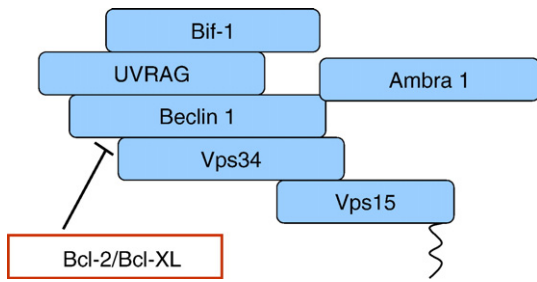 Bif-1
UVRAG
Ambra 1
Beclin 1
Vps34
Vps15
Bcl-2/Bcl-XL